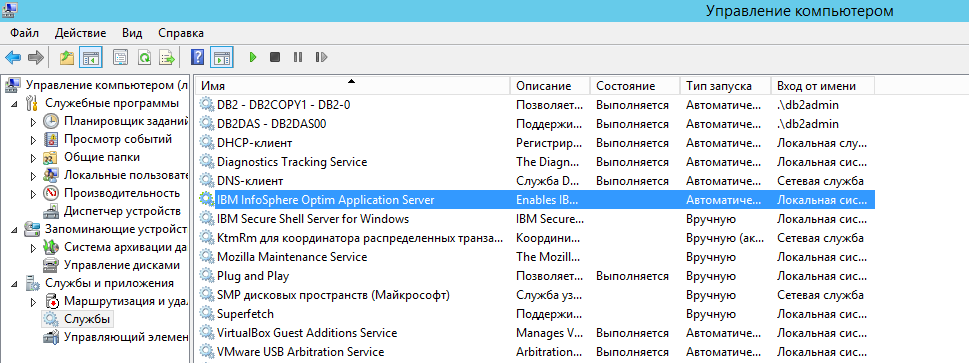 Управление компьютером
Файл Действие Вид Справка
Управление компьютером (л
Служебные программы
Планировщик заданий
Просмотр событий
Общие папки
Локальные пользовате
Производительность
Диспетчер устройств
Запоминающие устройст
Система архивации да
Управление дисками
Службы и приложения
Маршрутизация и уда
Службы
Управляющий элемен
Имя Описание Состояние Тип запуска Вход от имени
DB2 - DB2COPY1 - DB2-0 Позволяет... Выполняется Автоматиче... .\db2admin
DB2DAS - DB2DAS00 Поддержи... Выполняется Автоматиче... .\db2admin
DHCP-клиент Регистрир... Выполняется Автоматиче... Локальная слу...
Diagnostics Tracking Service The Diagn... Выполняется Автоматиче... Локальная сис...
DNS-клиент Служба D... Выполняется Автоматиче... Сетевая служба
IBM InfoSphere Optim Application Server Enables IB... Автоматиче... Локальная сис...
IBM Secure Shell Server for Windows IBM Secure... Вручную Локальная сис...
KtmRm для координатора распределенных транза... Координи... Вручную (ак... Сетевая служба
Mozilla Maintenance Service The Mozill... Вручную Локальная сис...
Plug and Play Позволяет... Выполняется Вручную Локальная сис...
SMP дисковых пространств (Майкрософт) Служба уз... Вручную Сетевая служба
Superfetch Поддержи... Вручную Локальная сис...
VirtualBox Guest Additions Service Manages V... Выполняется Автоматиче... Локальная сис...
VMware USB Arbitration Service Arbitration... Выполняется Автоматиче... Локальная сис...